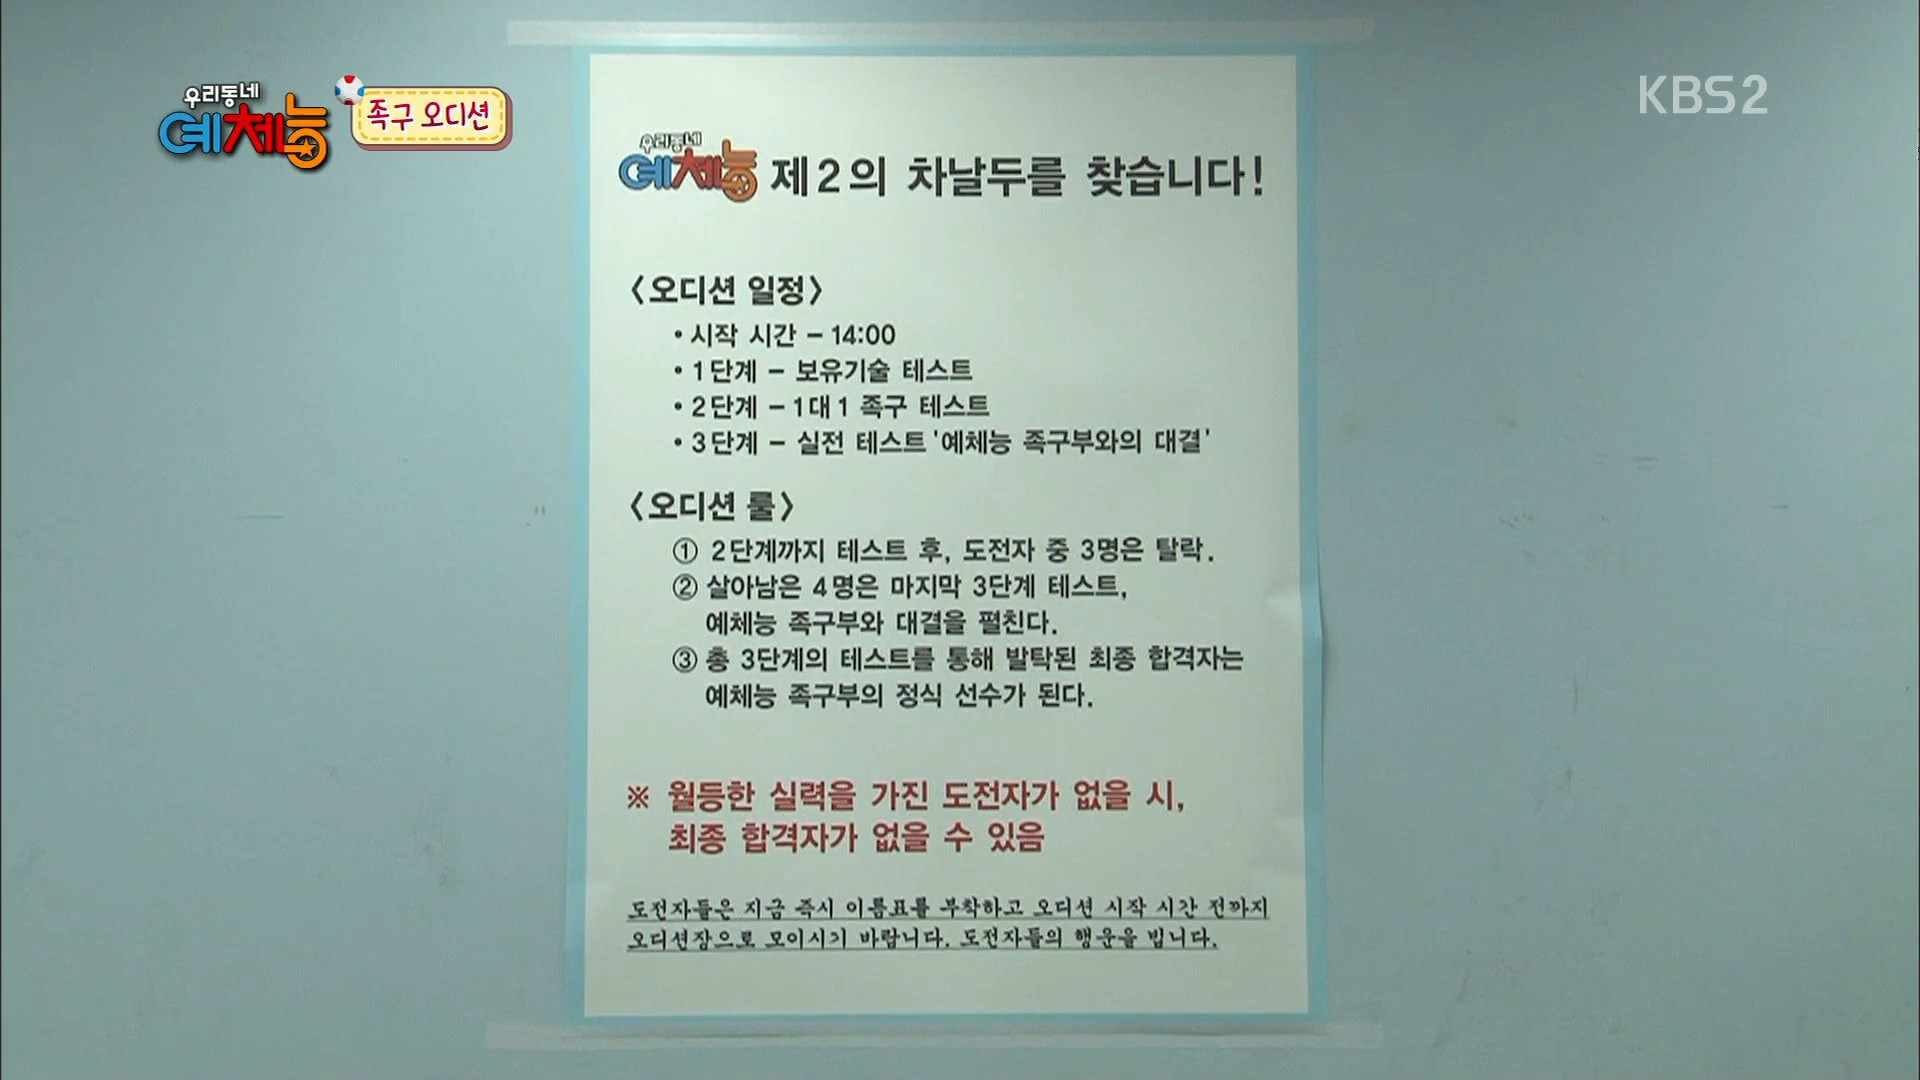 우리동네
예체능
족구 오디션
KBS2
우리동네
예체능 제2의 차날두를 찾습니다!
<오디션 일정>
• 시작 시간 - 14:00
• 1단계 - 보유기술 테스트
• 2단계 - 1대1 족구 테스트
• 3단계 - 실전 테스트 '예체능 족구부와의 대결'
<오디션 룰>
① 2단계까지 테스트 후, 도전자 중 3명은 탈락.
② 살아남은 4명은 마지막 3단계 테스트,
예체능 족구부와 대결을 펼친다.
③ 총 3단계의 테스트를 통해 발탁된 최종 합격자는
예체능 족구부의 정식 선수가 된다.
※ 월등한 실력을 가진 도전자가 없을 시,
최종 합격자가 없을 수 있음
도전자들은 지금 즉시 이름표를 부착하고 오디션 시작 시간 전까지
오디션장으로 모이시기 바랍니다. 도전자들의 행운을 빕니다.